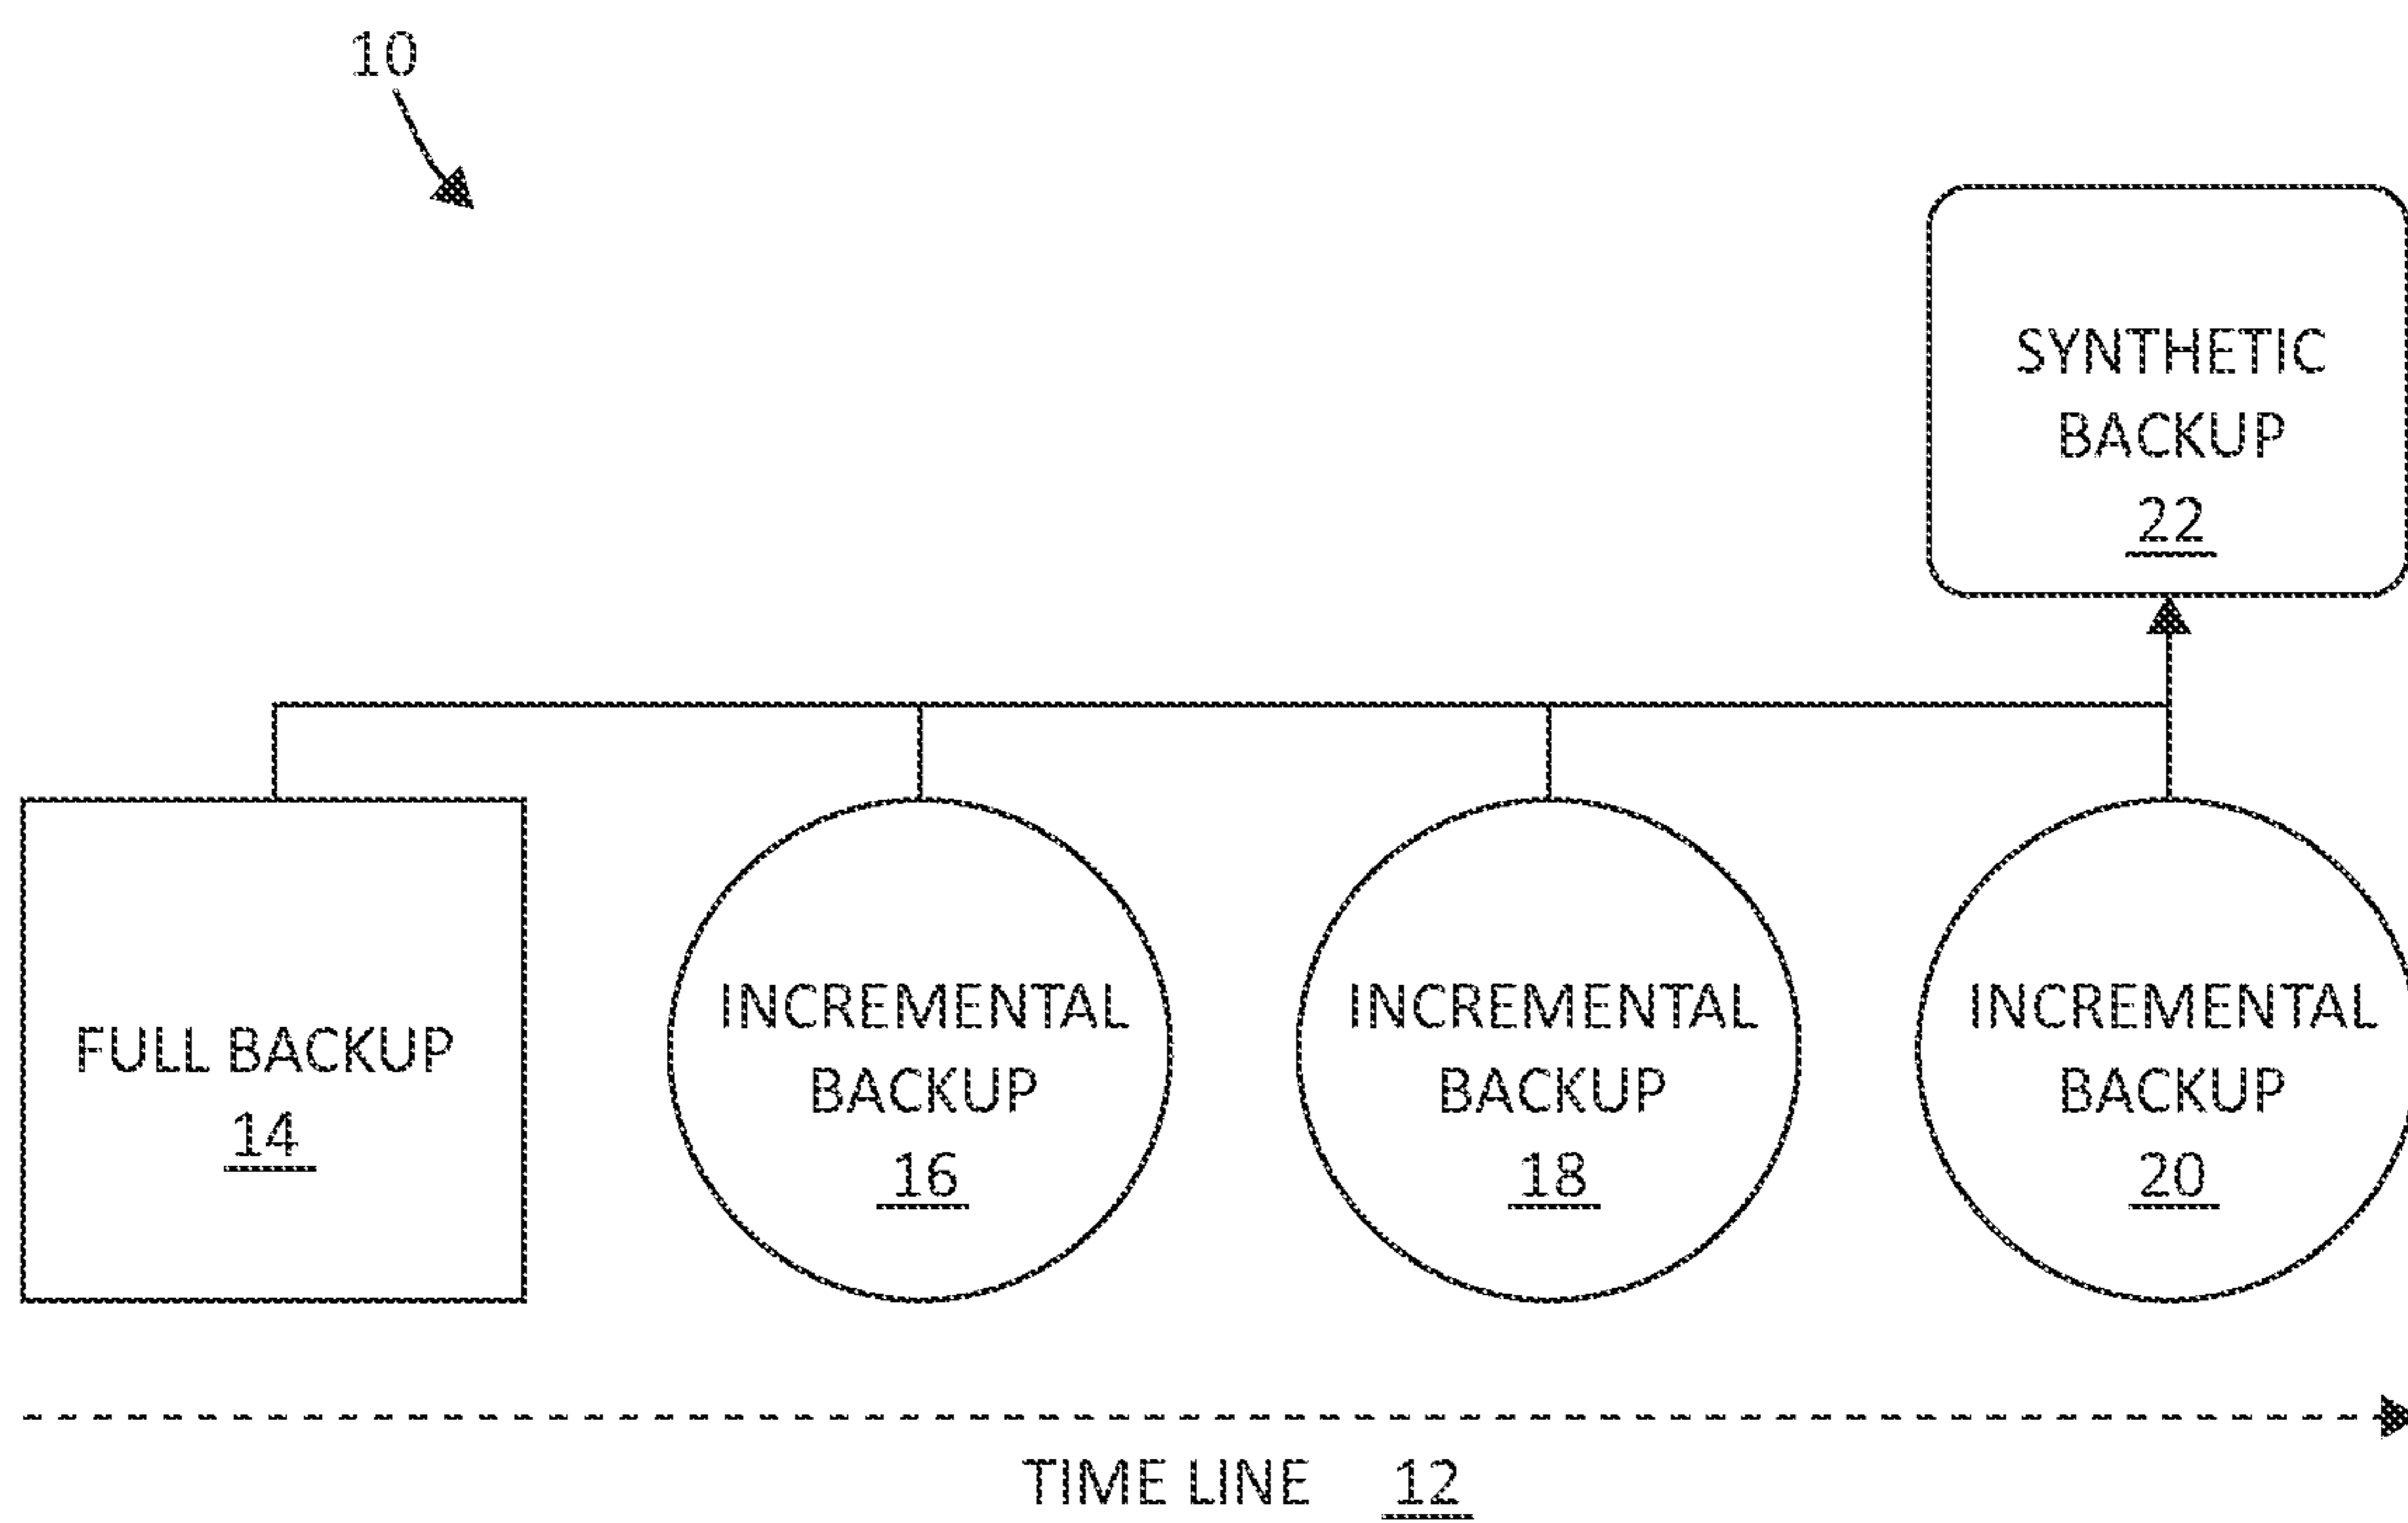 10
SYNTHETIC
BACKUP
22
FULL BACKUP
14
INCREMENTAL
BACKUP
16
INCREMENTAL
BACKUP
18
INCREMENTAL
BACKUP
20
TIME LINE 12